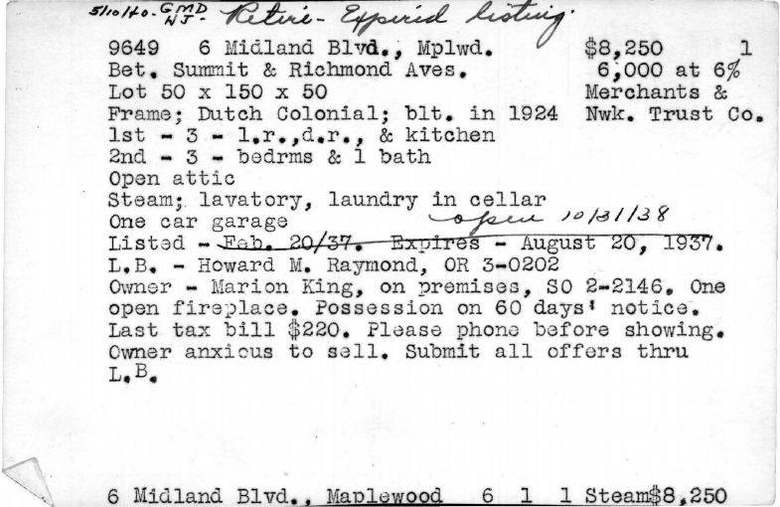 5/10/40. GMD NJ- Retire - Expired listing.
9649 6 Midland Blvd., Mplwd. $8,250 1
Bet. Summit & Richmond Aves. 6,000 at 6%
Lot 50 x 150 x 50 Merchants &
Frame; Dutch Colonial; blt. in 1924 Nwk. Trust Co.
1st - 3 - l.r.,d.r., & kitchen
2nd - 3 - bedrms & 1 bath
Open attic
Steam; lavatory, laundry in cellar
One car garage open 10/31/38
Listed - Feb. 20/37. Expires - August 20, 1937.
L.B. - Howard M. Raymond, OR 3-0202
Owner - Marion King, on premises, SO 2-2146. One
open fireplace. Possession on 60 days' notice.
Last tax bill $220. Please phone before showing.
Owner anxious to sell. Submit all offers thru
L.B.
6 Midland Blvd., Maplewood 6 1 1 Steam$8,250